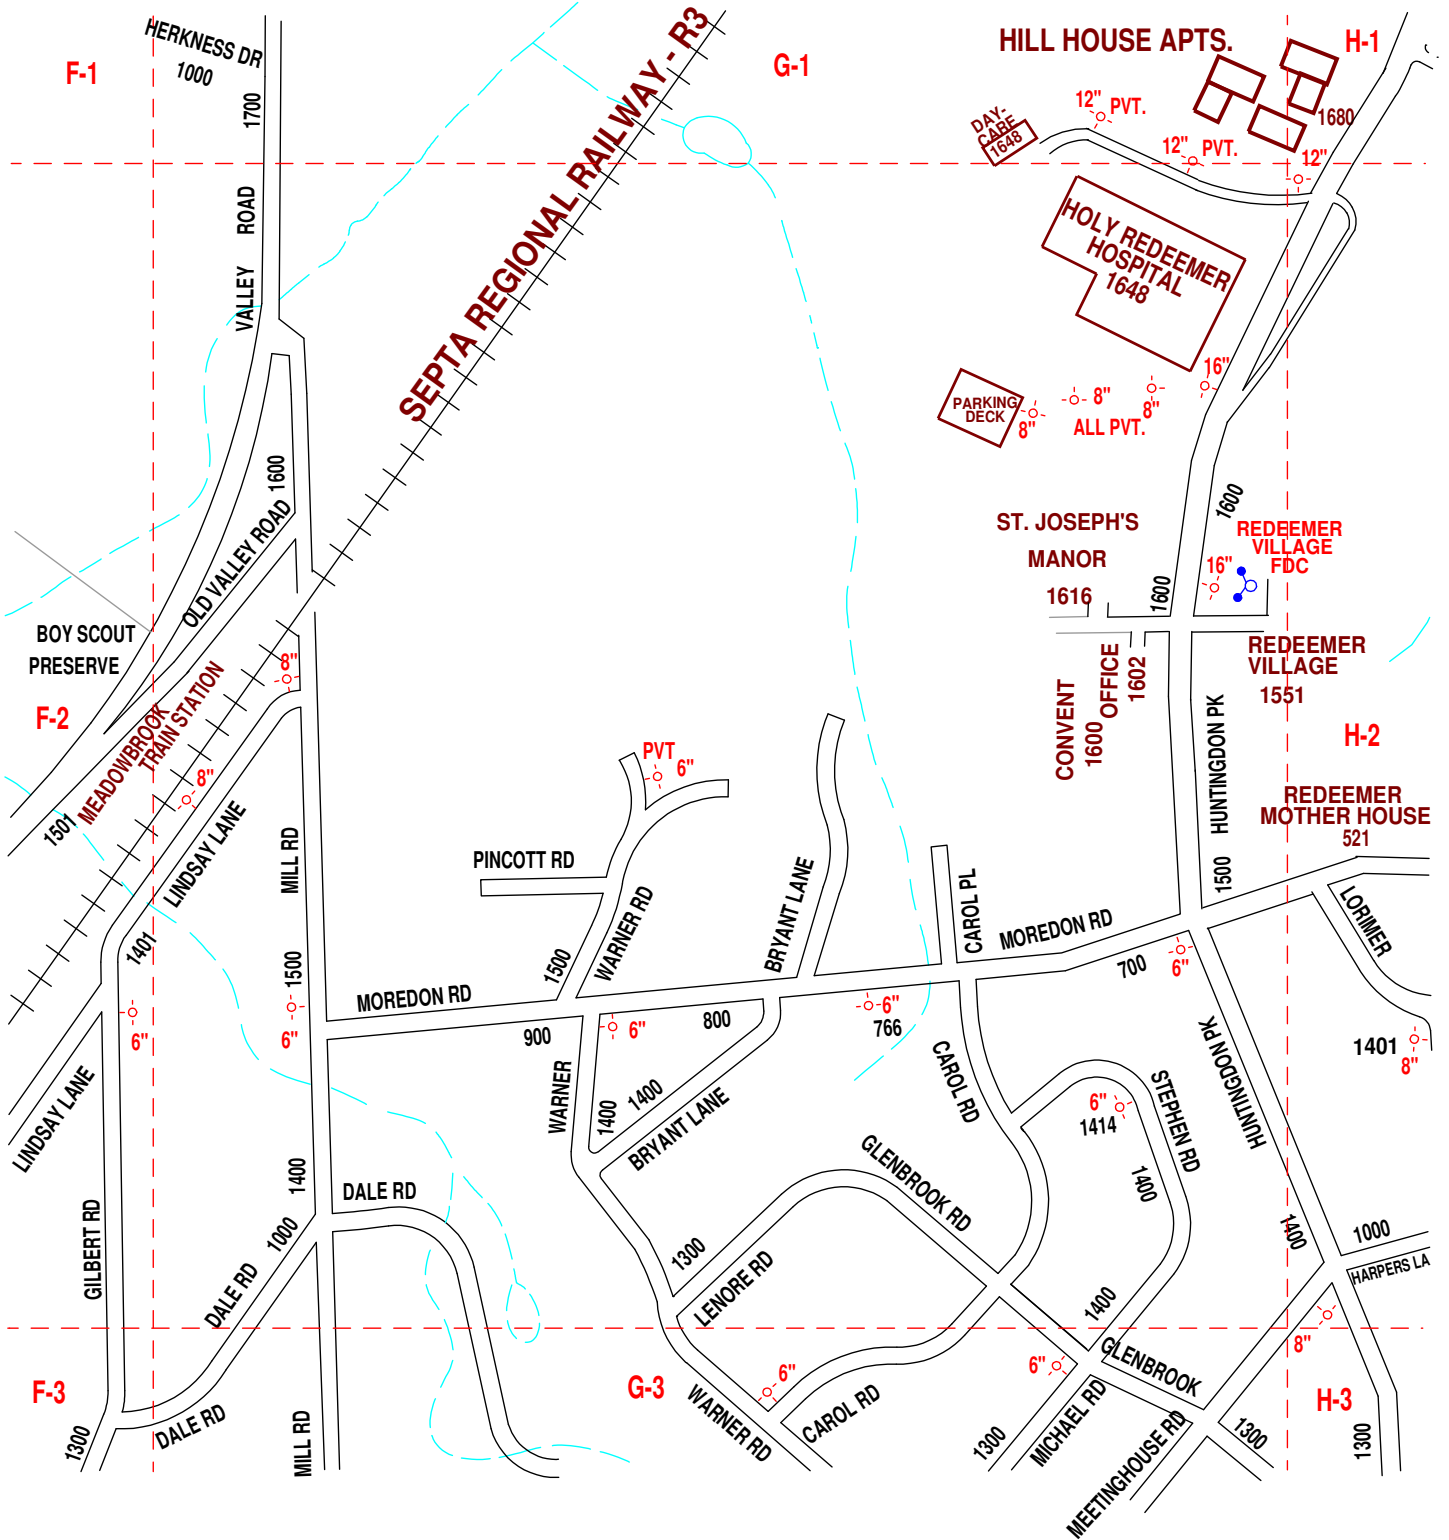 HERKNESS DR
1000
F-1
1700
VALLEY ROAD
SEPTA REGIONAL RAILWAY - R3
G-1
HILL HOUSE APTS.
H-1
1680
12" PVT.
DAY-
CARE
1648
12" PVT.
12"
HOLY REDEEMER
HOSPITAL
1648
16"
PARKING
DECK
8"
8"
8"
ALL PVT.
1600
OLD VALLEY ROAD
BOY SCOUT
PRESERVE
F-2
MEADOWBROOK
TRAIN STATION
8"
8"
1501
LINDSAY LANE
1401
MILL RD
1500
ST. JOSEPH'S
MANOR
1616
1600
1600
REDEEMER
VILLAGE
FDC
16"
REDEEMER
VILLAGE
1551
CONVENT
1600
OFFICE
1602
HUNTINGDON PK
1500
H-2
REDEEMER
MOTHER HOUSE
521
PVT
6"
PINCOTT RD
WARNER RD
1500
BRYANT LANE
CAROL PL
MOREDON RD
700
6"
LORIMER
1401
8"
6"
6"
MOREDON RD
900
6"
800
6"
766
LINDSAY LANE
GILBERT RD
1400
WARNER
1400
1400
BRYANT LANE
CAROL RD
6"
1414
STEPHEN RD
1400
HUNTINGDON PK
1400
DALE RD
1000
DALE RD
GLENBROOK RD
1300
LENORE RD
1400
1000
HARPERS LA
8"
F-3
1300
DALE RD
MILL RD
G-3
6"
WARNER RD
CAROL RD
6"
GLENBROOK
1300
MICHAEL RD
MEETINGHOUSE RD
1300
H-3
1300